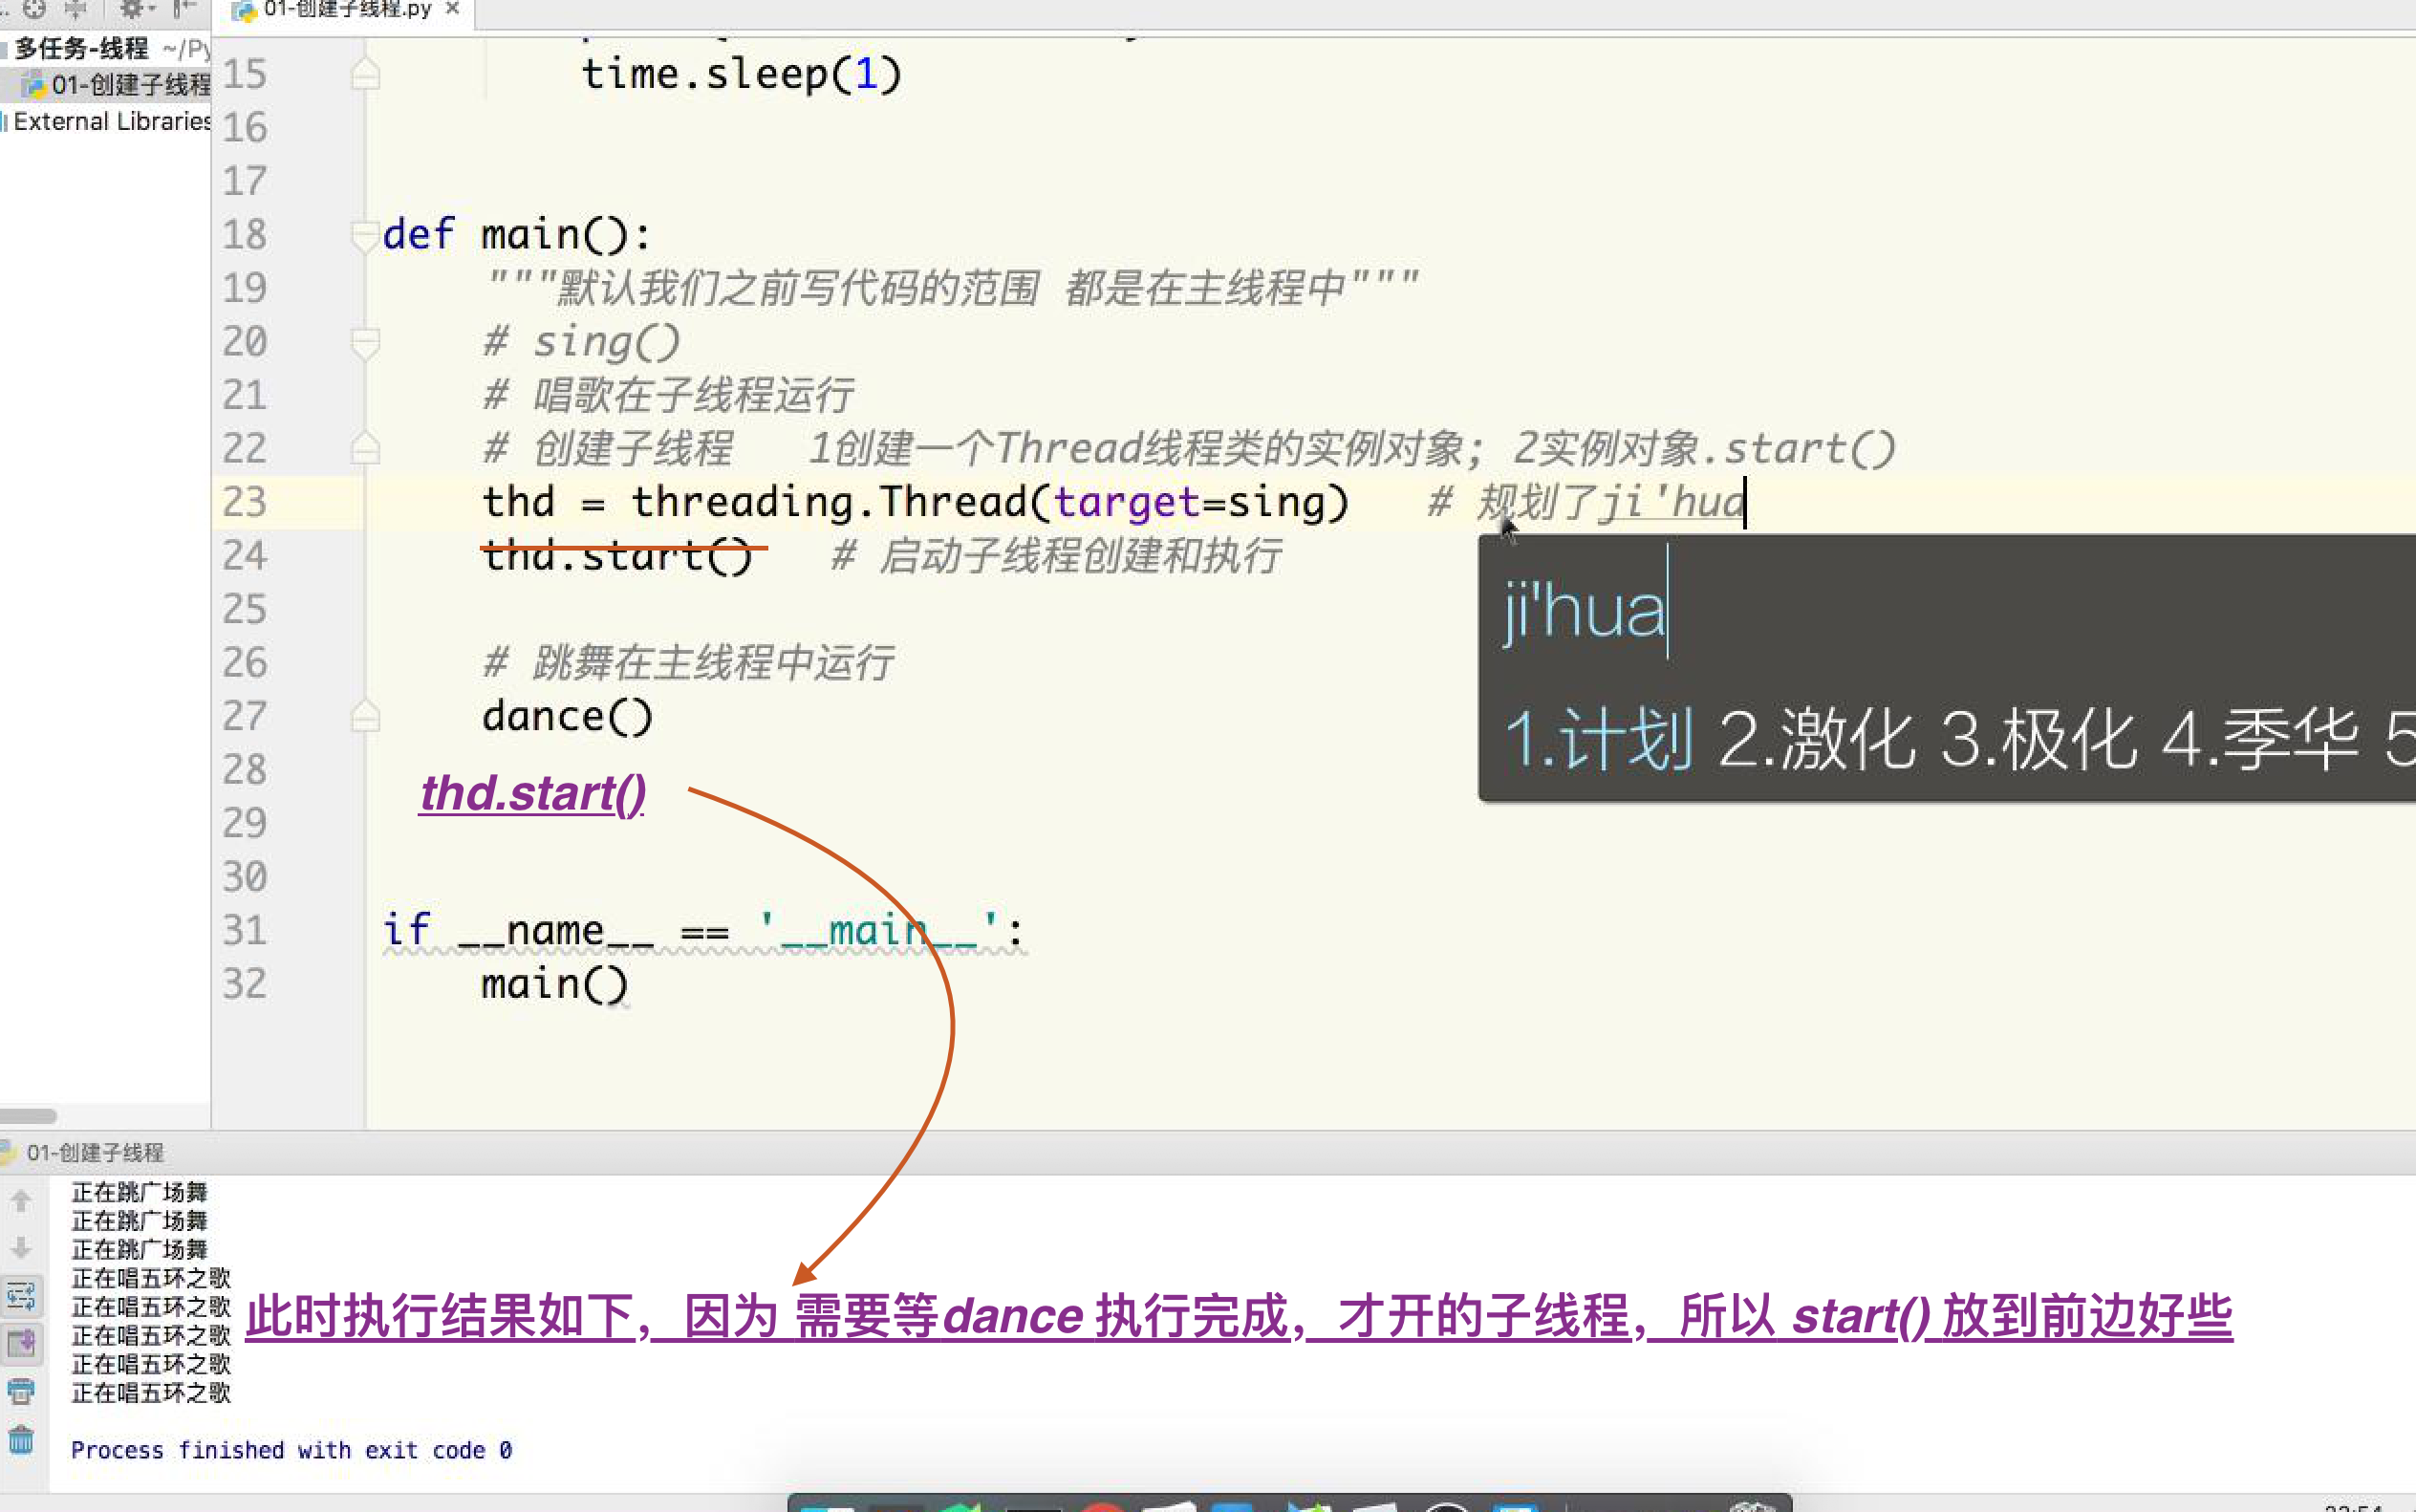 01-创建子线程.py ×
多任务-线程 ~/Py
01-创建子线程
External Libraries
15 time.sleep(1)
16
17
18 def main():
19 """默认我们之前写代码的范围 都是在主线程中"""
20 # sing()
21 # 唱歌在子线程运行
22 # 创建子线程 1创建一个Thread线程类的实例对象; 2实例对象.start()
23 thd = threading.Thread(target=sing) # 规划了ji'hua
24 thd.start() # 启动子线程创建和执行
25
ji'hua
26 # 跳舞在主线程中运行
27 dance()
1.计划 2.激化 3.极化 4.季华 5
28
thd.start()
29
30
31 if __name__ == '__main__':
32 main()
01-创建子线程
正在跳广场舞
正在跳广场舞
正在跳广场舞
正在唱五环之歌
正在唱五环之歌
正在唱五环之歌
正在唱五环之歌
正在唱五环之歌
此时执行结果如下，因为 需要等dance 执行完成，才开的子线程，所以 start() 放到前边好些
Process finished with exit code 0